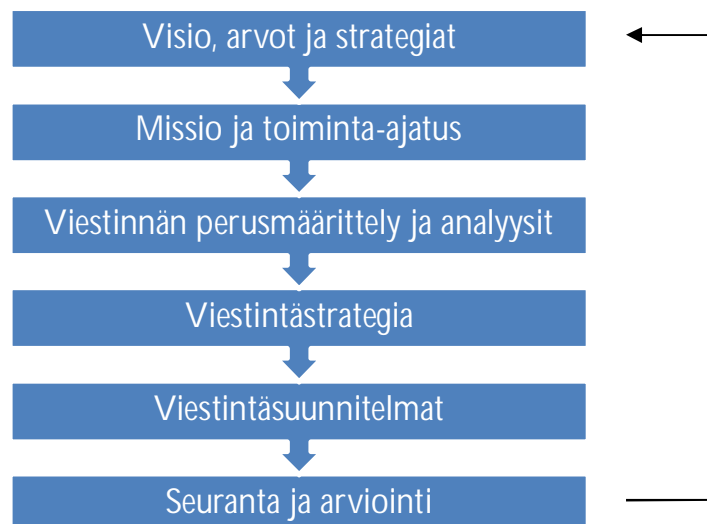 Visio, arvot ja strategiat
Missio ja toiminta-ajatus
Viestinnän perusmäärittely ja analyysit
Viestintästrategia
Viestintäsuunnitelmat
Seuranta ja arviointi